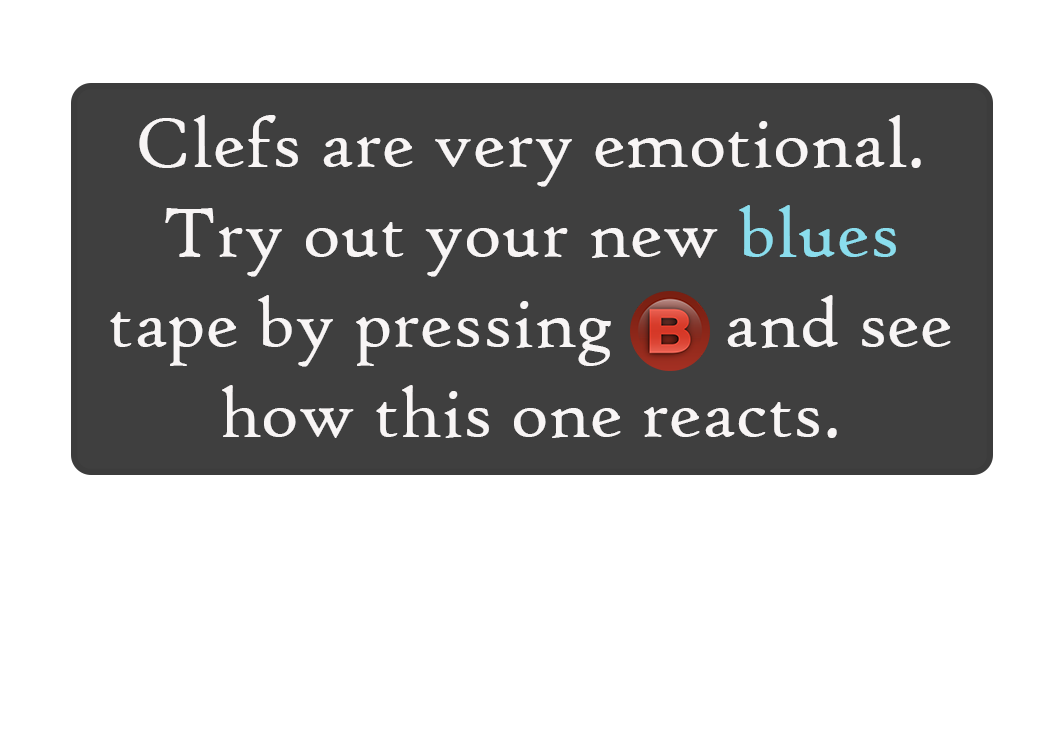 Clefs are very emotional.
Try out your new blues
tape by pressing B and see
how this one reacts.